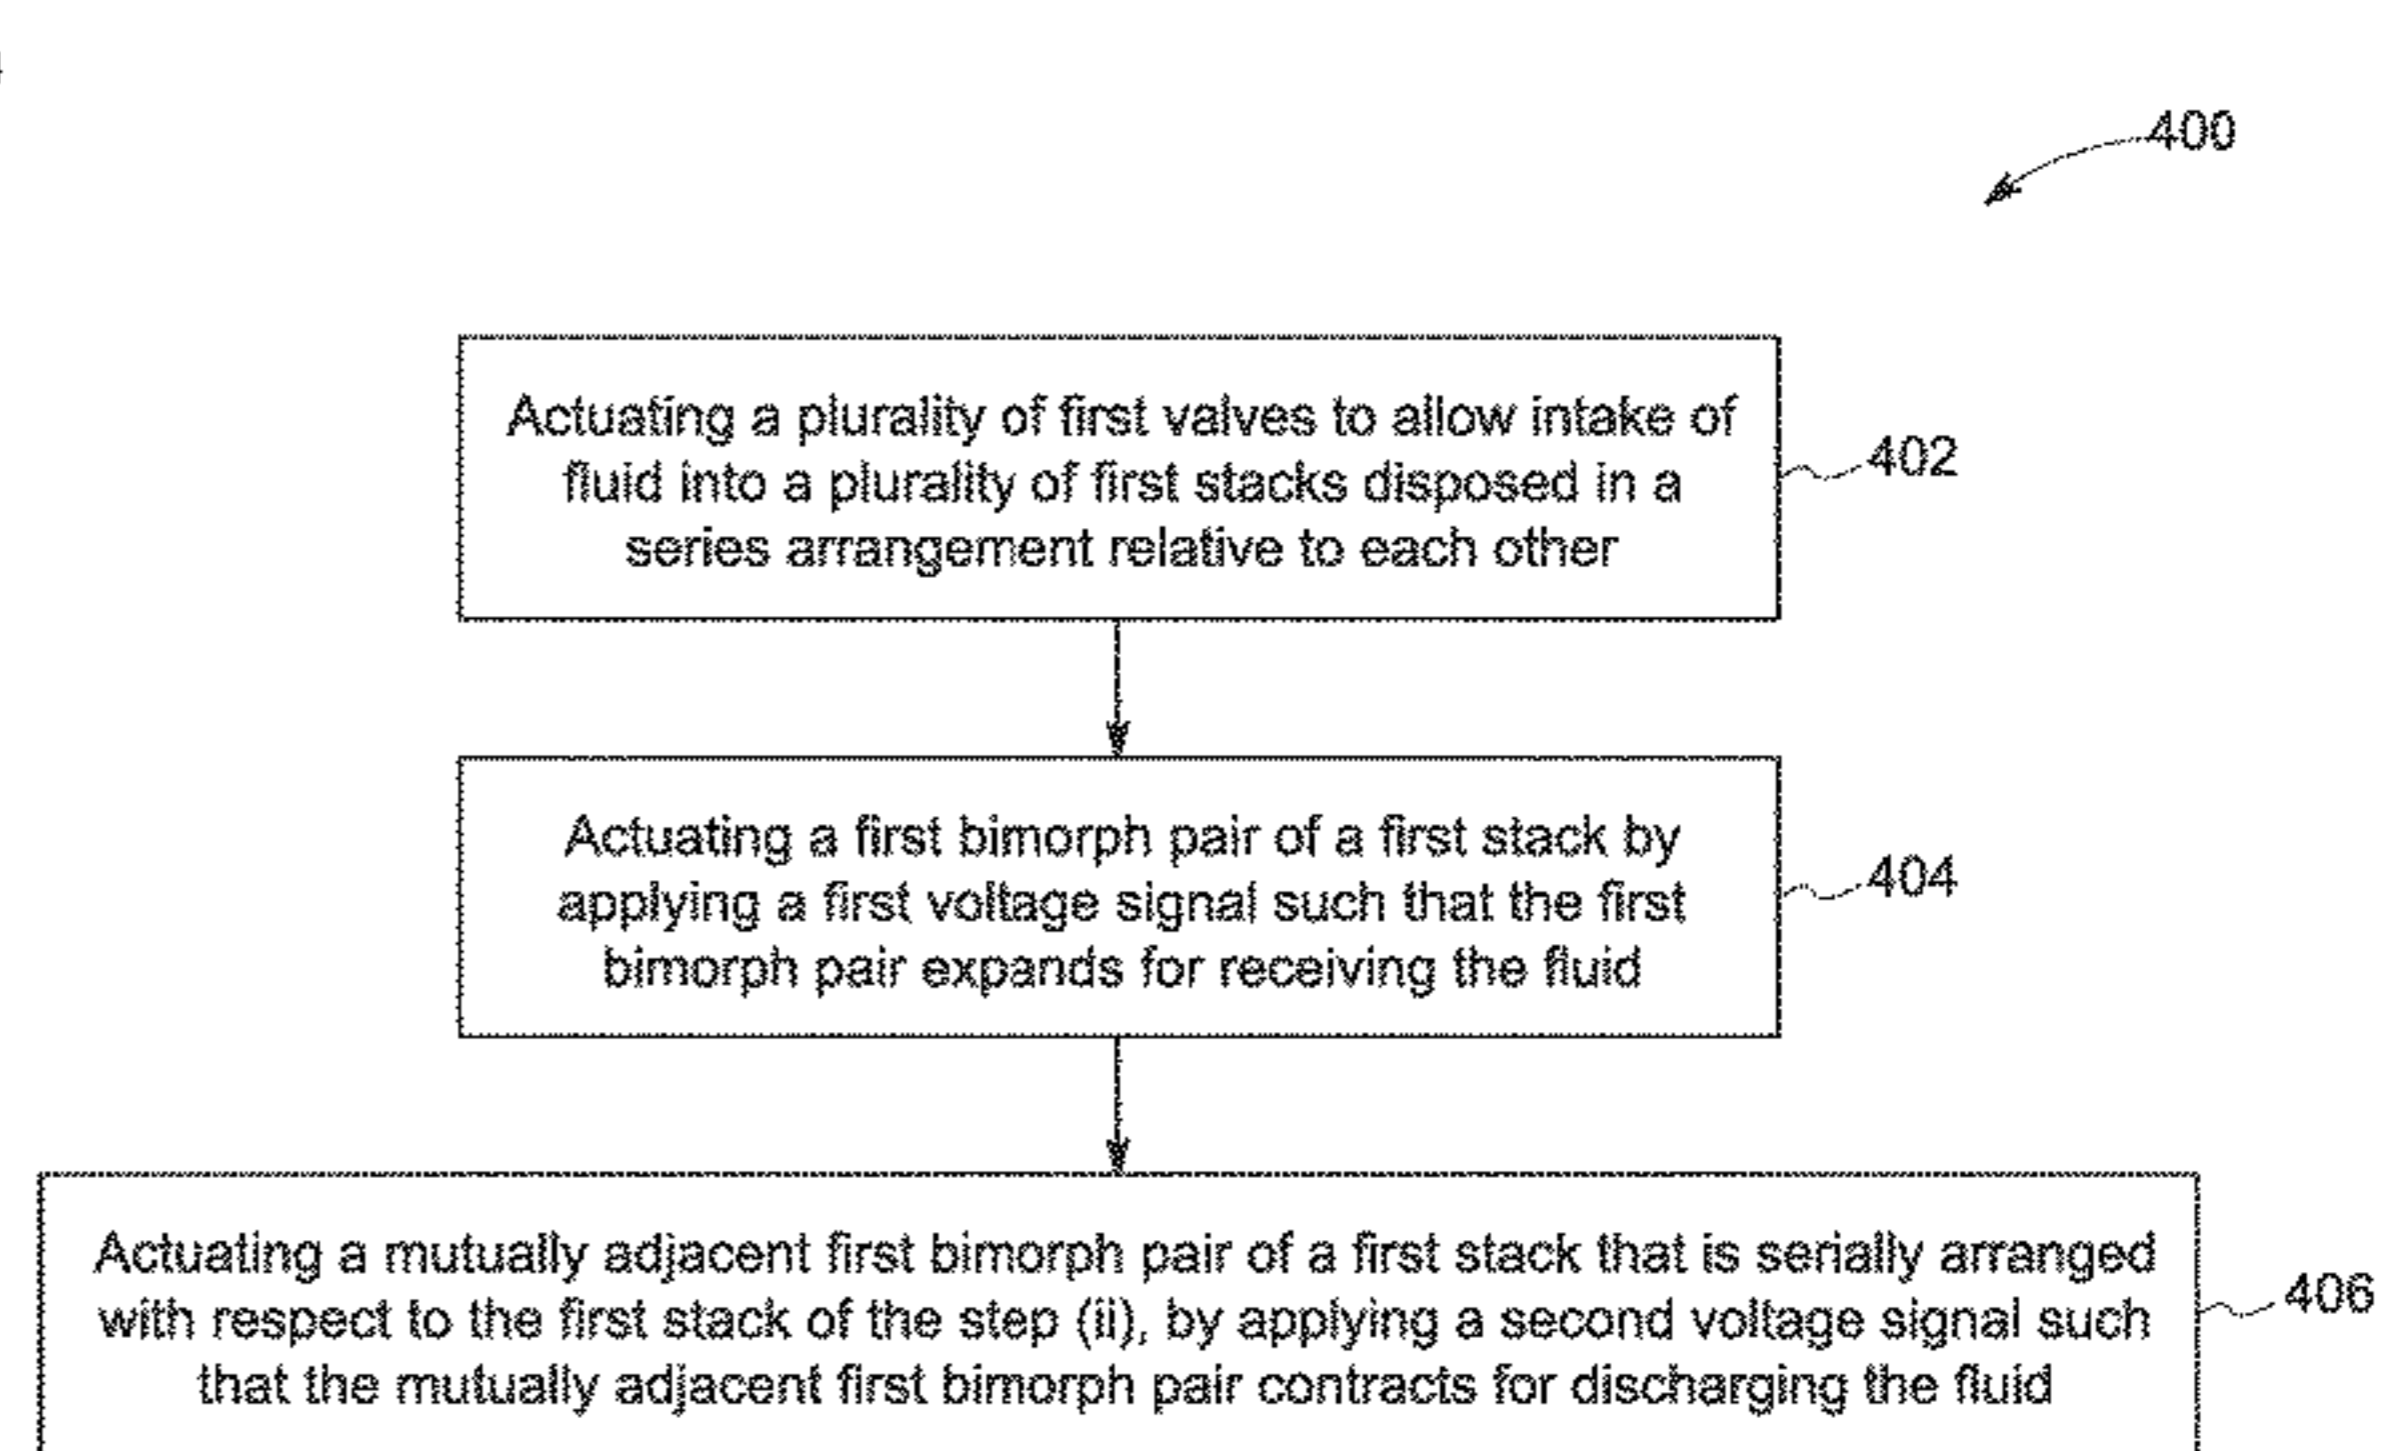 400
Actuating a plurality of first valves to allow intake of
fluid into a plurality of first stacks disposed in a
series arrangement relative to each other
402
Actuating a first bimorph pair of a first stack by
applying a first voltage signal such that the first
bimorph pair expands for receiving the fluid
404
Actuating a mutually adjacent first bimorph pair of a first stack that is serially arranged
with respect to the first stack of the step (ii), by applying a second voltage signal such
that the mutually adjacent first bimorph pair contracts for discharging the fluid
406